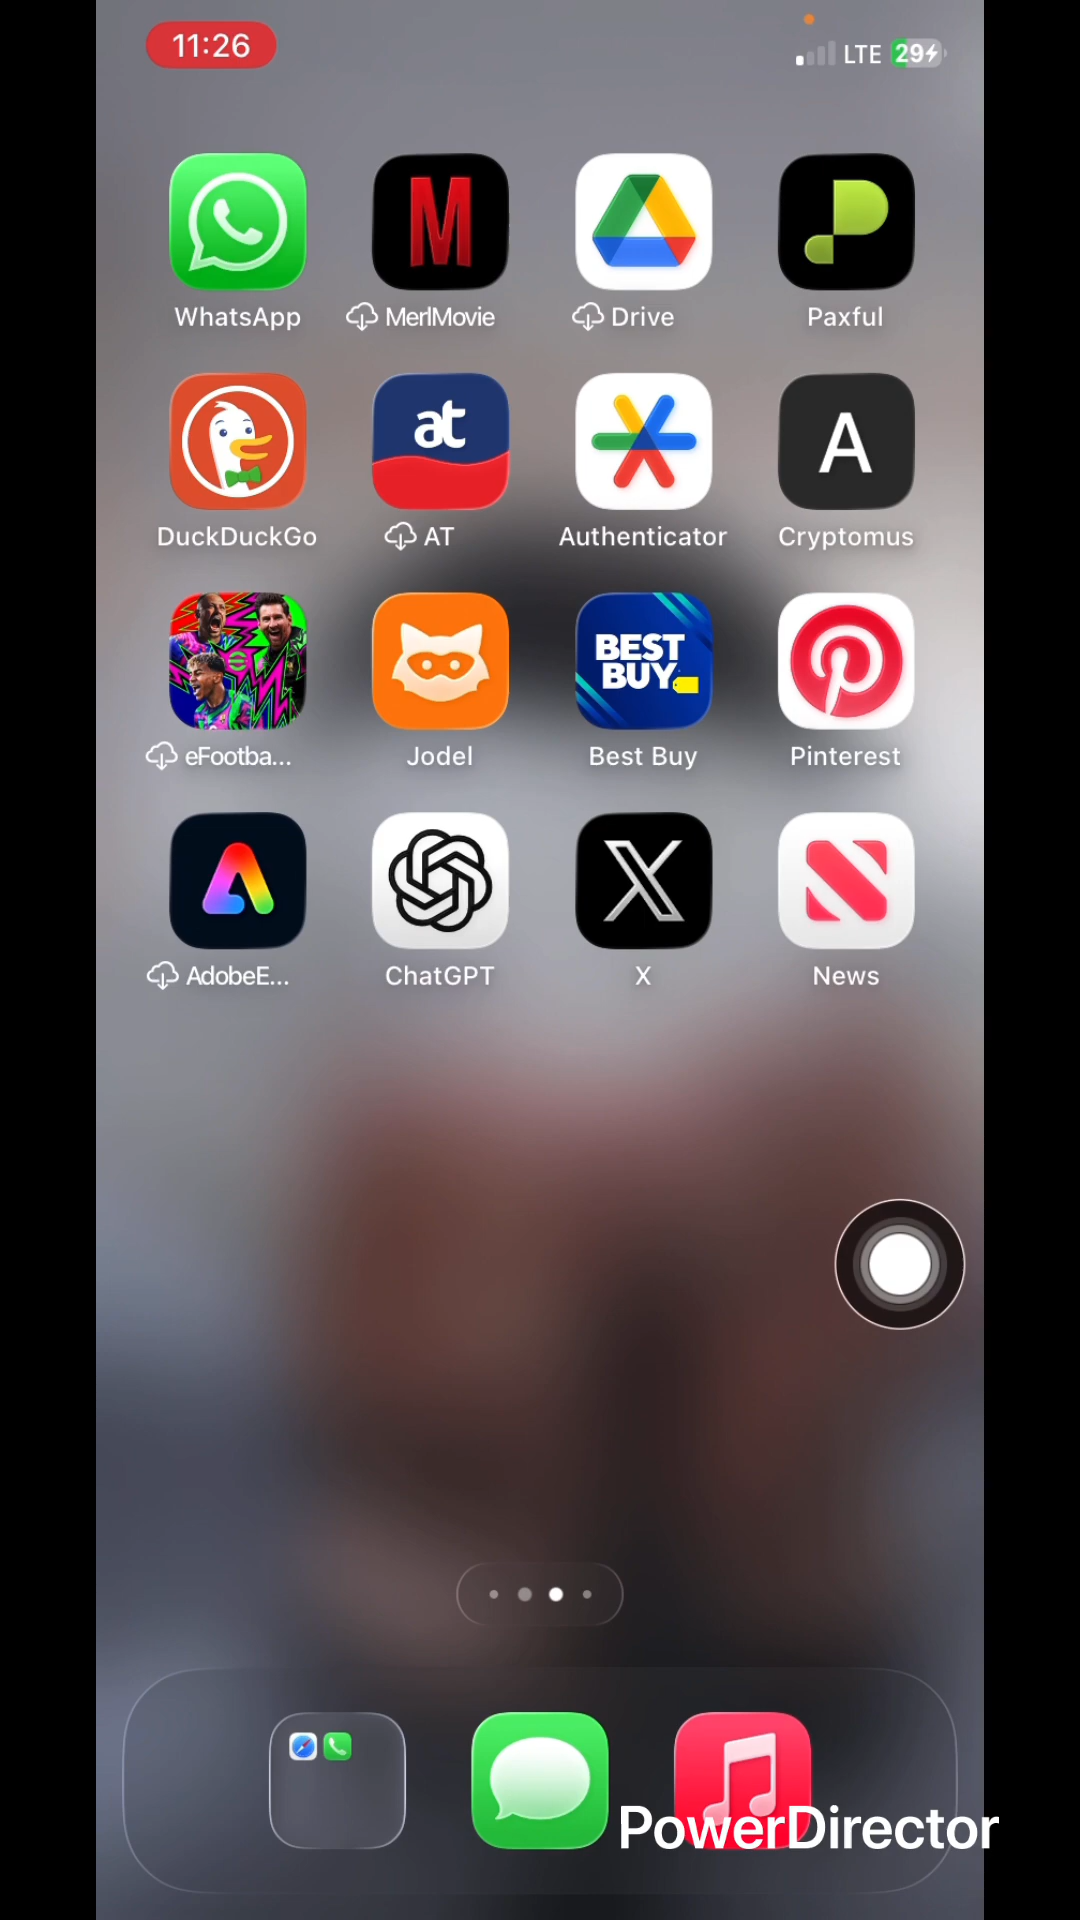 11:26
LTE 29
M
WhatsApp
MerlMovie
Drive
Paxful
at
A
DuckDuckGo
AT
Authenticator
Cryptomus
BEST
BUY
eFootba...
Jodel
Best Buy
Pinterest
AdobeE...
ChatGPT
X
News
PowerDirector